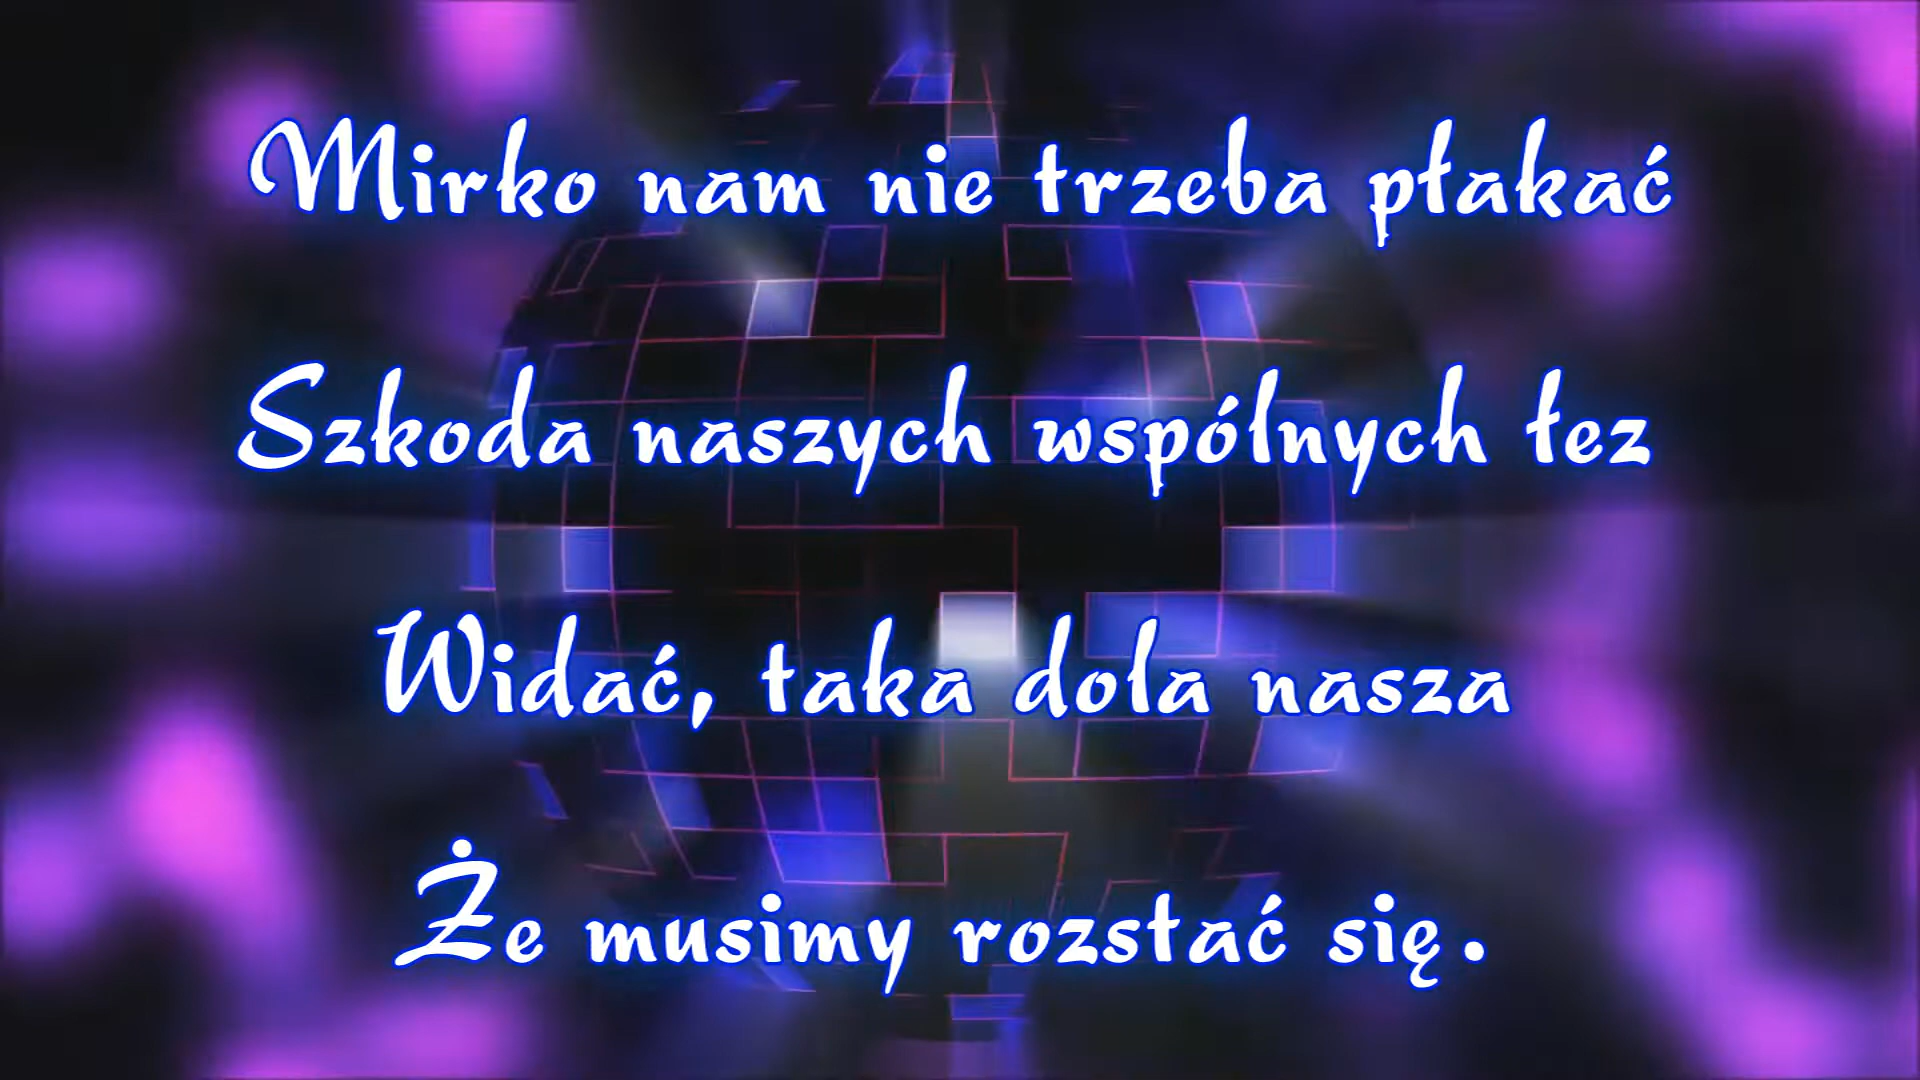 Mirko nam nie trzeba płakać
Szkoda naszych wspólnych łez
Widać, taka dola nasza
Że musimy rozstać się.